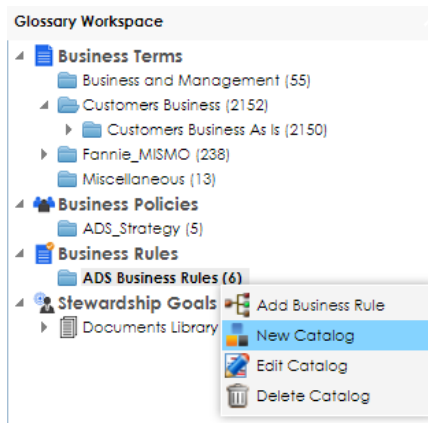 Glossary Workspace
Business Terms
Business and Management (55)
Customers Business (2152)
Customers Business As Is (2150)
Fannie_MISMO (238)
Miscellaneous (13)
Business Policies
ADS_Strategy (5)
Business Rules
ADS Business Rules (6)
Stewardship Goals
Add Business Rule
Documents Library
New Catalog
Edit Catalog
Delete Catalog